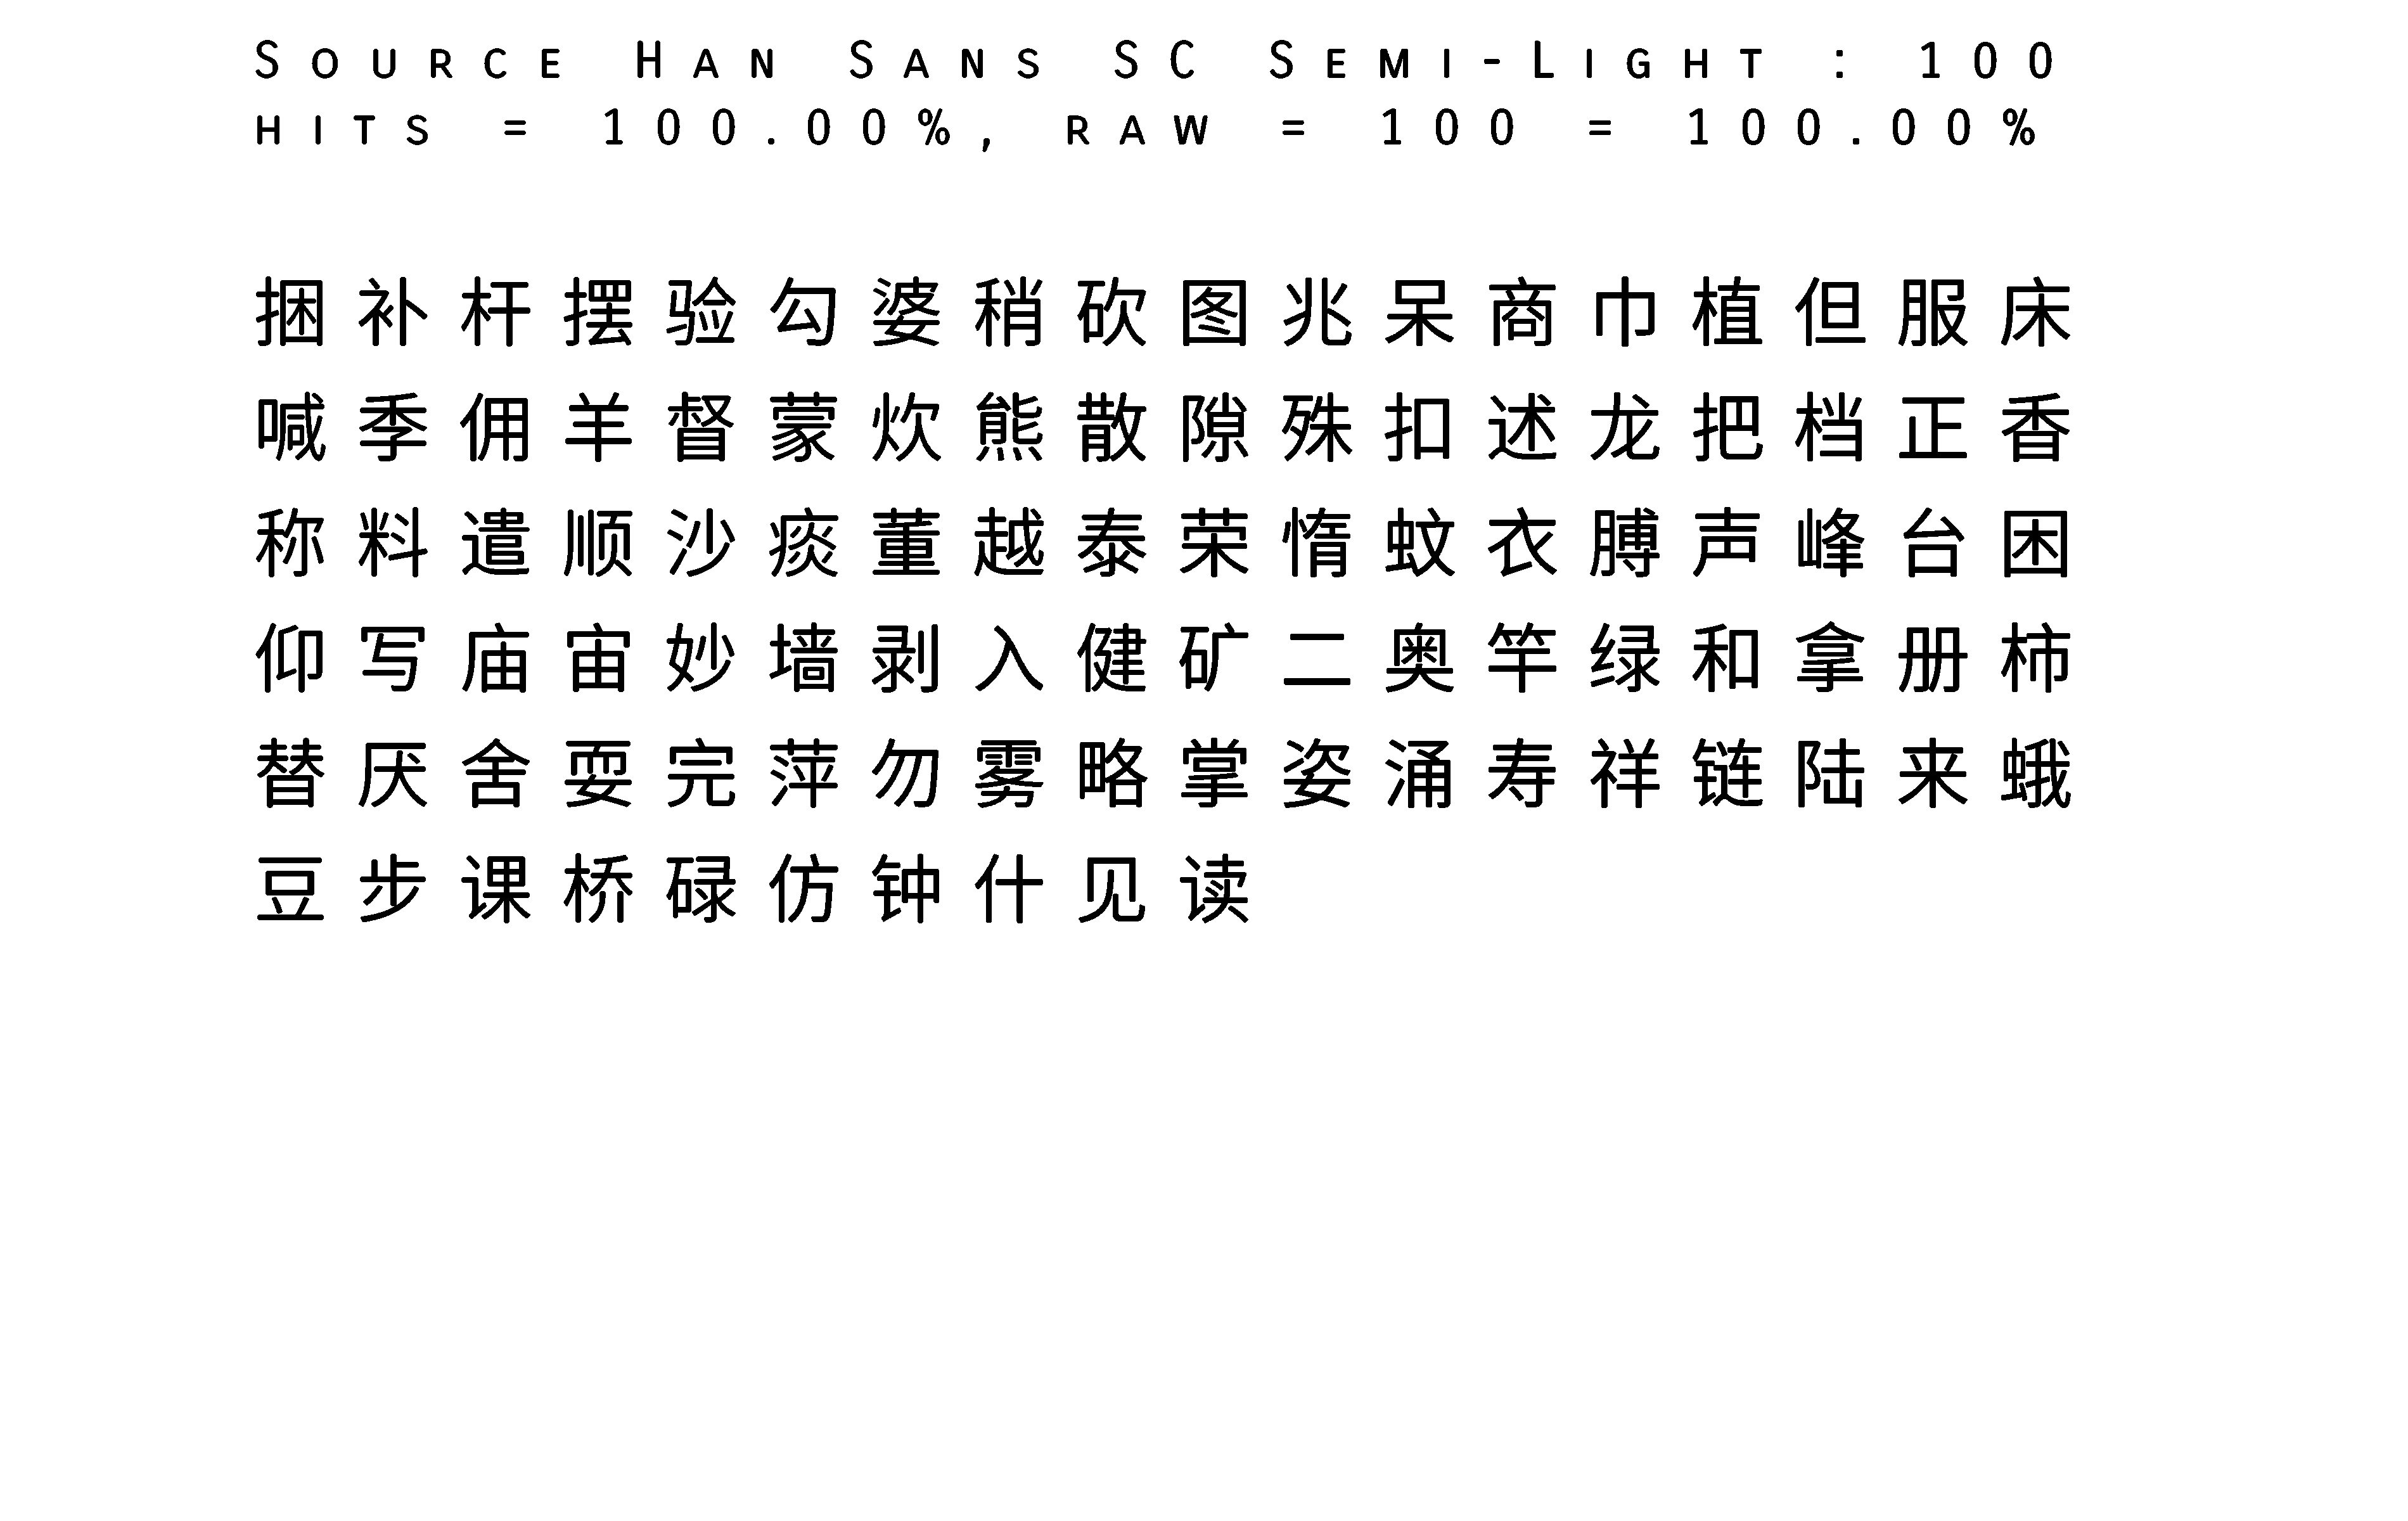 Source Han Sans SC Semi-Light : 100
hits = 100.00%, raw = 100 = 100.00%
捆补杆摆验勾婆稍砍图兆呆商巾植但服床
喊季佣羊督蒙炊熊散隙殊扣述龙把档正香
称料遣顺沙痰董越泰荣惰蚊衣膊声峰台困
仰写庙宙妙墙剥入健矿二奥竿绿和拿册柿
替厌舍耍完萍勿雾略掌姿涌寿祥链陆来蛾
豆步课桥碌仿钟什见读